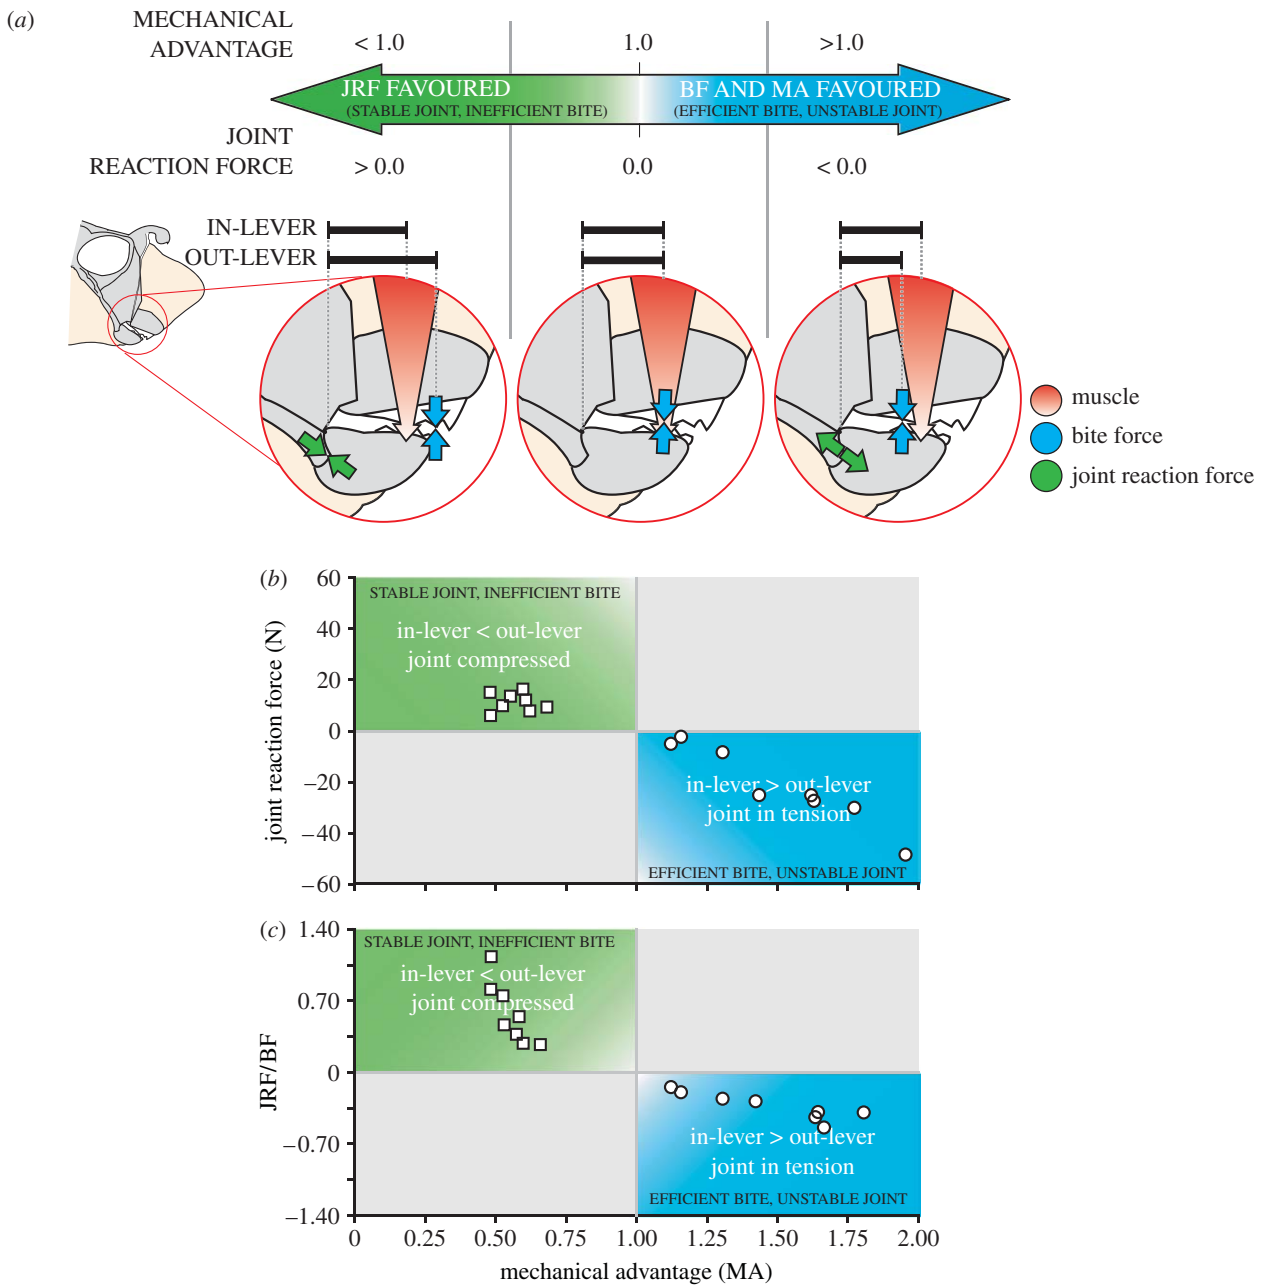 (a)
MECHANICAL
ADVANTAGE
< 1.0
1.0
>1.0
JRF FAVOURED
(STABLE JOINT, INEFFICIENT BITE)
BF AND MA FAVOURED
(EFFICIENT BITE, UNSTABLE JOINT)
JOINT
REACTION FORCE
> 0.0
0.0
< 0.0
IN-LEVER
OUT-LEVER
muscle
bite force
joint reaction force
(b)
joint reaction force (N)
60
40
20
0
–20
–40
–60
STABLE JOINT, INEFFICIENT BITE
in-lever < out-lever
joint compressed
in-lever > out-lever
joint in tension
EFFICIENT BITE, UNSTABLE JOINT
(c)
JRF/BF
1.40
0.70
0
–0.70
–1.40
STABLE JOINT, INEFFICIENT BITE
in-lever < out-lever
joint compressed
in-lever > out-lever
joint in tension
EFFICIENT BITE, UNSTABLE JOINT
0
0.25
0.50
0.75
1.00
1.25
1.50
1.75
2.00
mechanical advantage (MA)